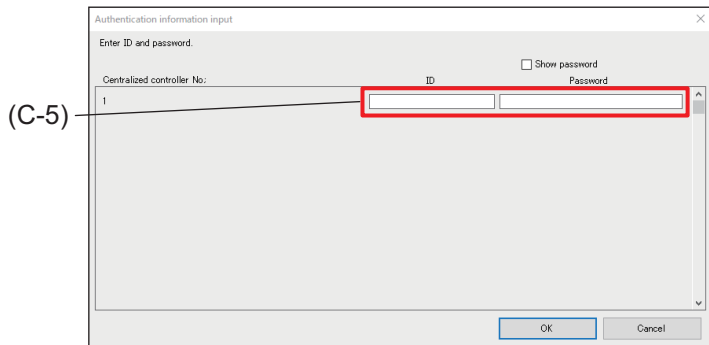 Authentication information input
Enter ID and password.
Show password
Centralized controller No: ID Password
1
(C-5)
OK Cancel